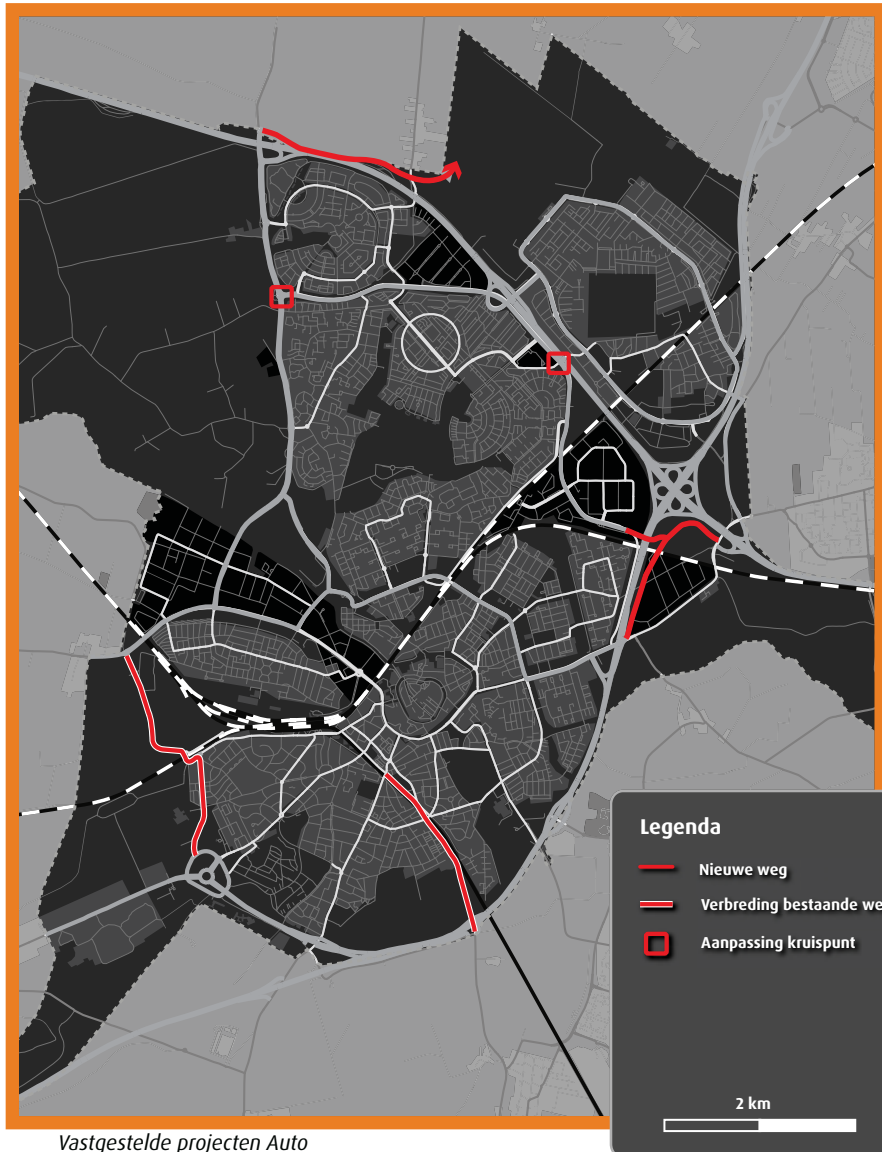 Legenda
Nieuwe weg
Verbreding bestaande we
Aanpassing kruispunt
2 km
Vastgestelde projecten Auto